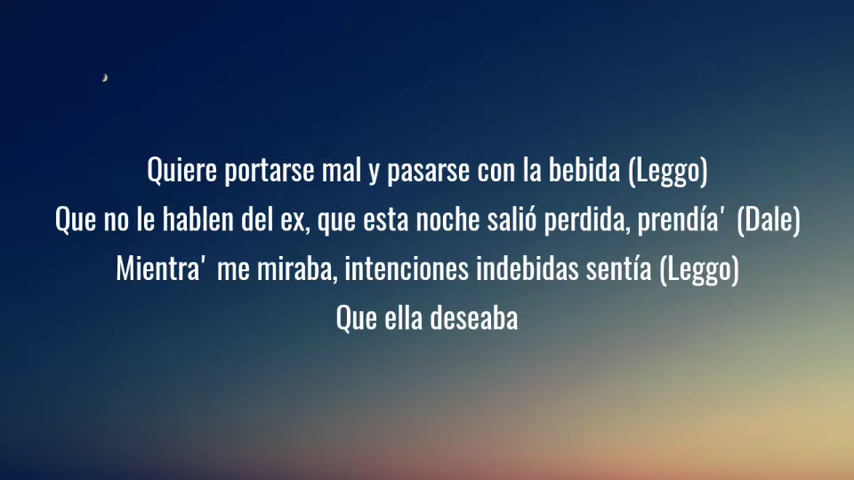 Quiere portarse mal y pasarse con la bebida (Leggo)
Que no le hablen del ex, que esta noche salió perdida, prendía' (Dale)
Mientra' me miraba, intenciones indebidas sentía (Leggo)
Que ella deseaba